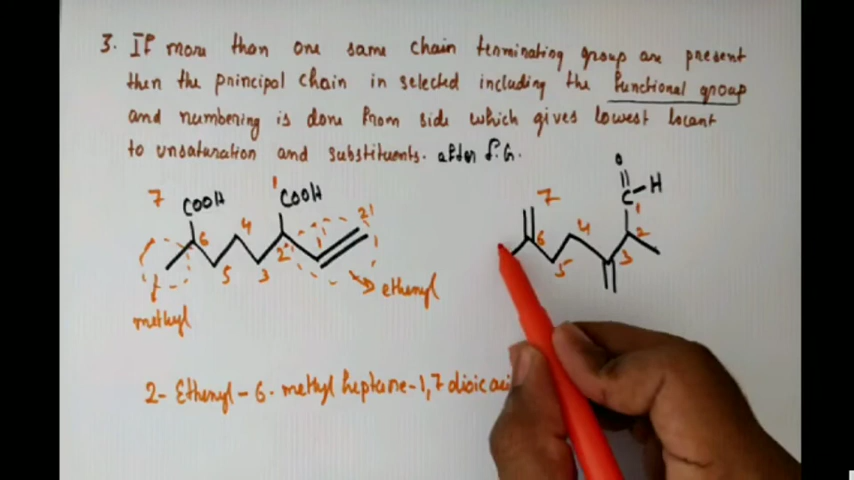 3. If more than one same chain terminating group are present
then the principal chain in selected including the functional group
and numbering is done from side which gives lowest locant
to unsaturation and substituents. after f.G.
7 COOH 1 COOH
6 4 2 1' 2'
5 3
methyl
ethenyl
O
C H
7 1
6 4 2
5 3
2- Ethenyl - 6. methyl heptane-1,7 dioic aci